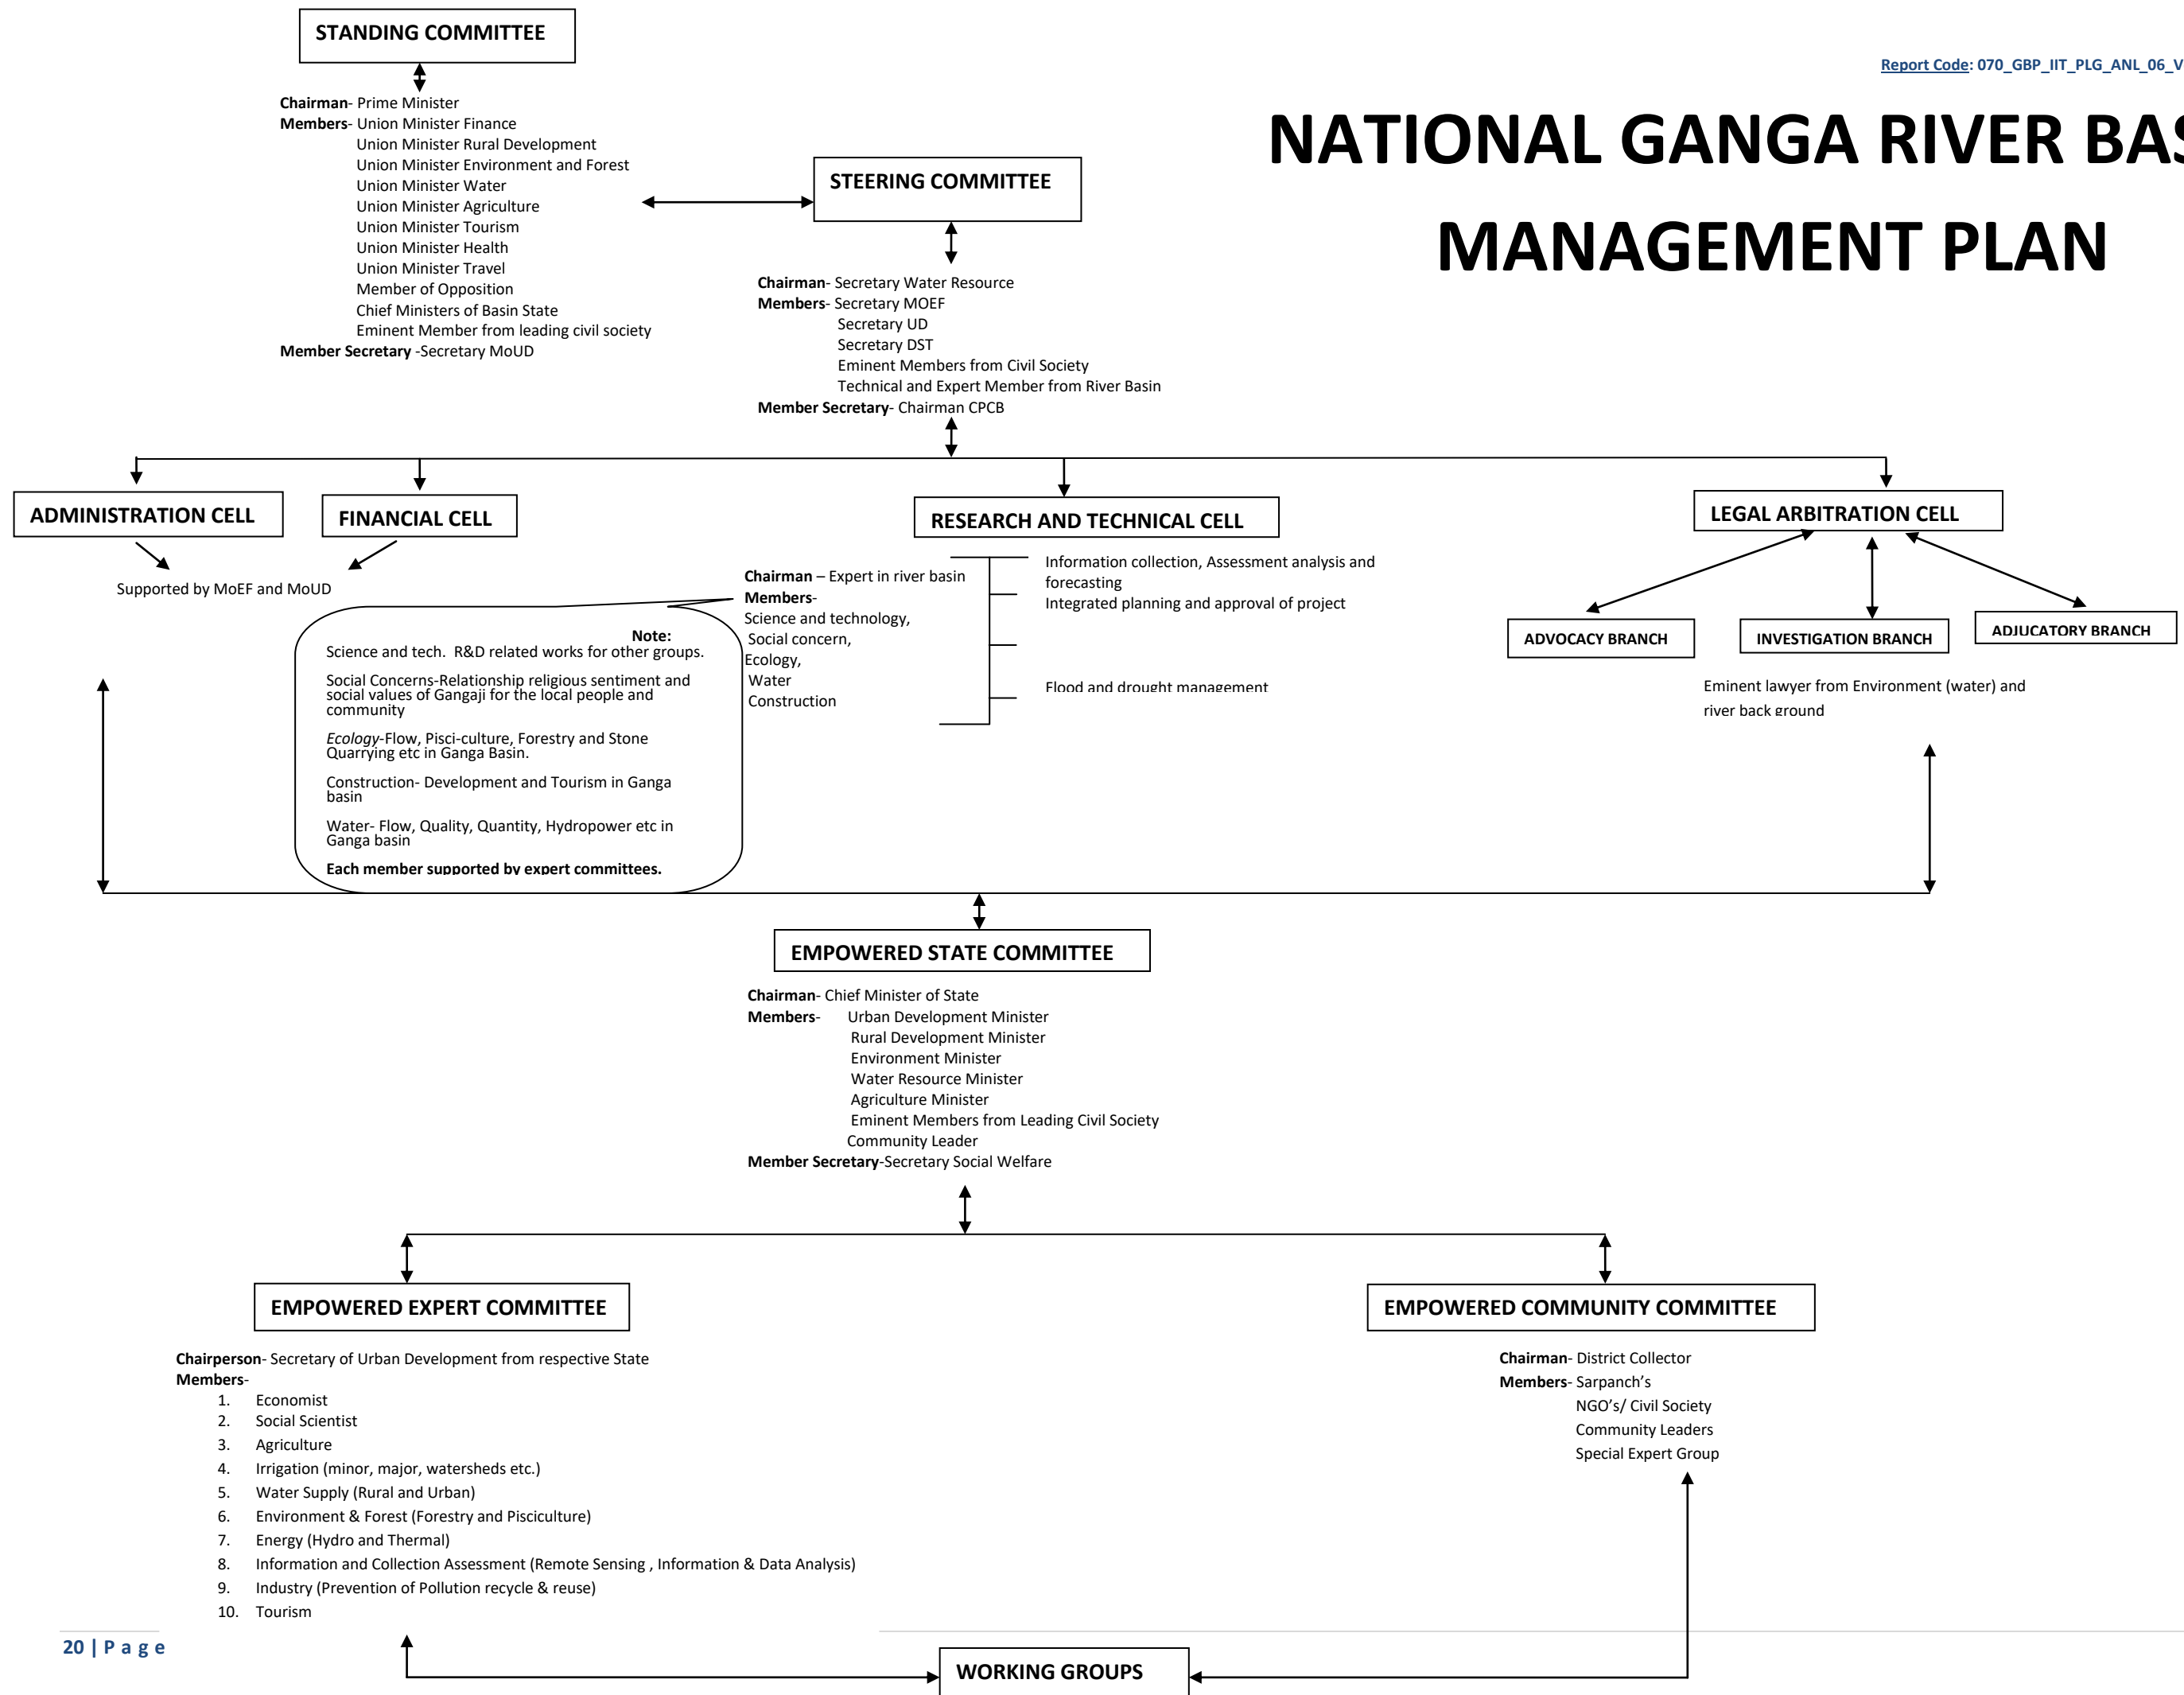 STANDING COMMITTEE
Report Code: 070_GBP_IIT_PLG_ANL_06_V
NATIONAL GANGA RIVER BAS
MANAGEMENT PLAN
Chairman- Prime Minister
Members- Union Minister Finance
Union Minister Rural Development
Union Minister Environment and Forest
Union Minister Water
Union Minister Agriculture
Union Minister Tourism
Union Minister Health
Union Minister Travel
Member of Opposition
Chief Ministers of Basin State
Eminent Member from leading civil society
Member Secretary -Secretary MoUD
STEERING COMMITTEE
Chairman- Secretary Water Resource
Members- Secretary MOEF
Secretary UD
Secretary DST
Eminent Members from Civil Society
Technical and Expert Member from River Basin
Member Secretary- Chairman CPCB
ADMINISTRATION CELL
FINANCIAL CELL
RESEARCH AND TECHNICAL CELL
LEGAL ARBITRATION CELL
Supported by MoEF and MoUD
Chairman – Expert in river basin
Members-
Science and technology,
Social concern,
Ecology,
Water
Construction
Information collection, Assessment analysis and
forecasting
Integrated planning and approval of project
Flood and drought management
ADVOCACY BRANCH
INVESTIGATION BRANCH
ADJUCATORY BRANCH
Eminent lawyer from Environment (water) and
river back ground
Note:
Science and tech. R&D related works for other groups.
Social Concerns-Relationship religious sentiment and
social values of Gangaji for the local people and
community
Ecology-Flow, Pisci-culture, Forestry and Stone
Quarrying etc in Ganga Basin.
Construction- Development and Tourism in Ganga
basin
Water- Flow, Quality, Quantity, Hydropower etc in
Ganga basin
Each member supported by expert committees.
EMPOWERED STATE COMMITTEE
Chairman- Chief Minister of State
Members- Urban Development Minister
Rural Development Minister
Environment Minister
Water Resource Minister
Agriculture Minister
Eminent Members from Leading Civil Society
Community Leader
Member Secretary-Secretary Social Welfare
EMPOWERED EXPERT COMMITTEE
Chairperson- Secretary of Urban Development from respective State
Members-
1. Economist
2. Social Scientist
3. Agriculture
4. Irrigation (minor, major, watersheds etc.)
5. Water Supply (Rural and Urban)
6. Environment & Forest (Forestry and Pisciculture)
7. Energy (Hydro and Thermal)
8. Information and Collection Assessment (Remote Sensing , Information & Data Analysis)
9. Industry (Prevention of Pollution recycle & reuse)
10. Tourism
EMPOWERED COMMUNITY COMMITTEE
Chairman- District Collector
Members- Sarpanch's
NGO's/ Civil Society
Community Leaders
Special Expert Group
20 | P a g e
WORKING GROUPS